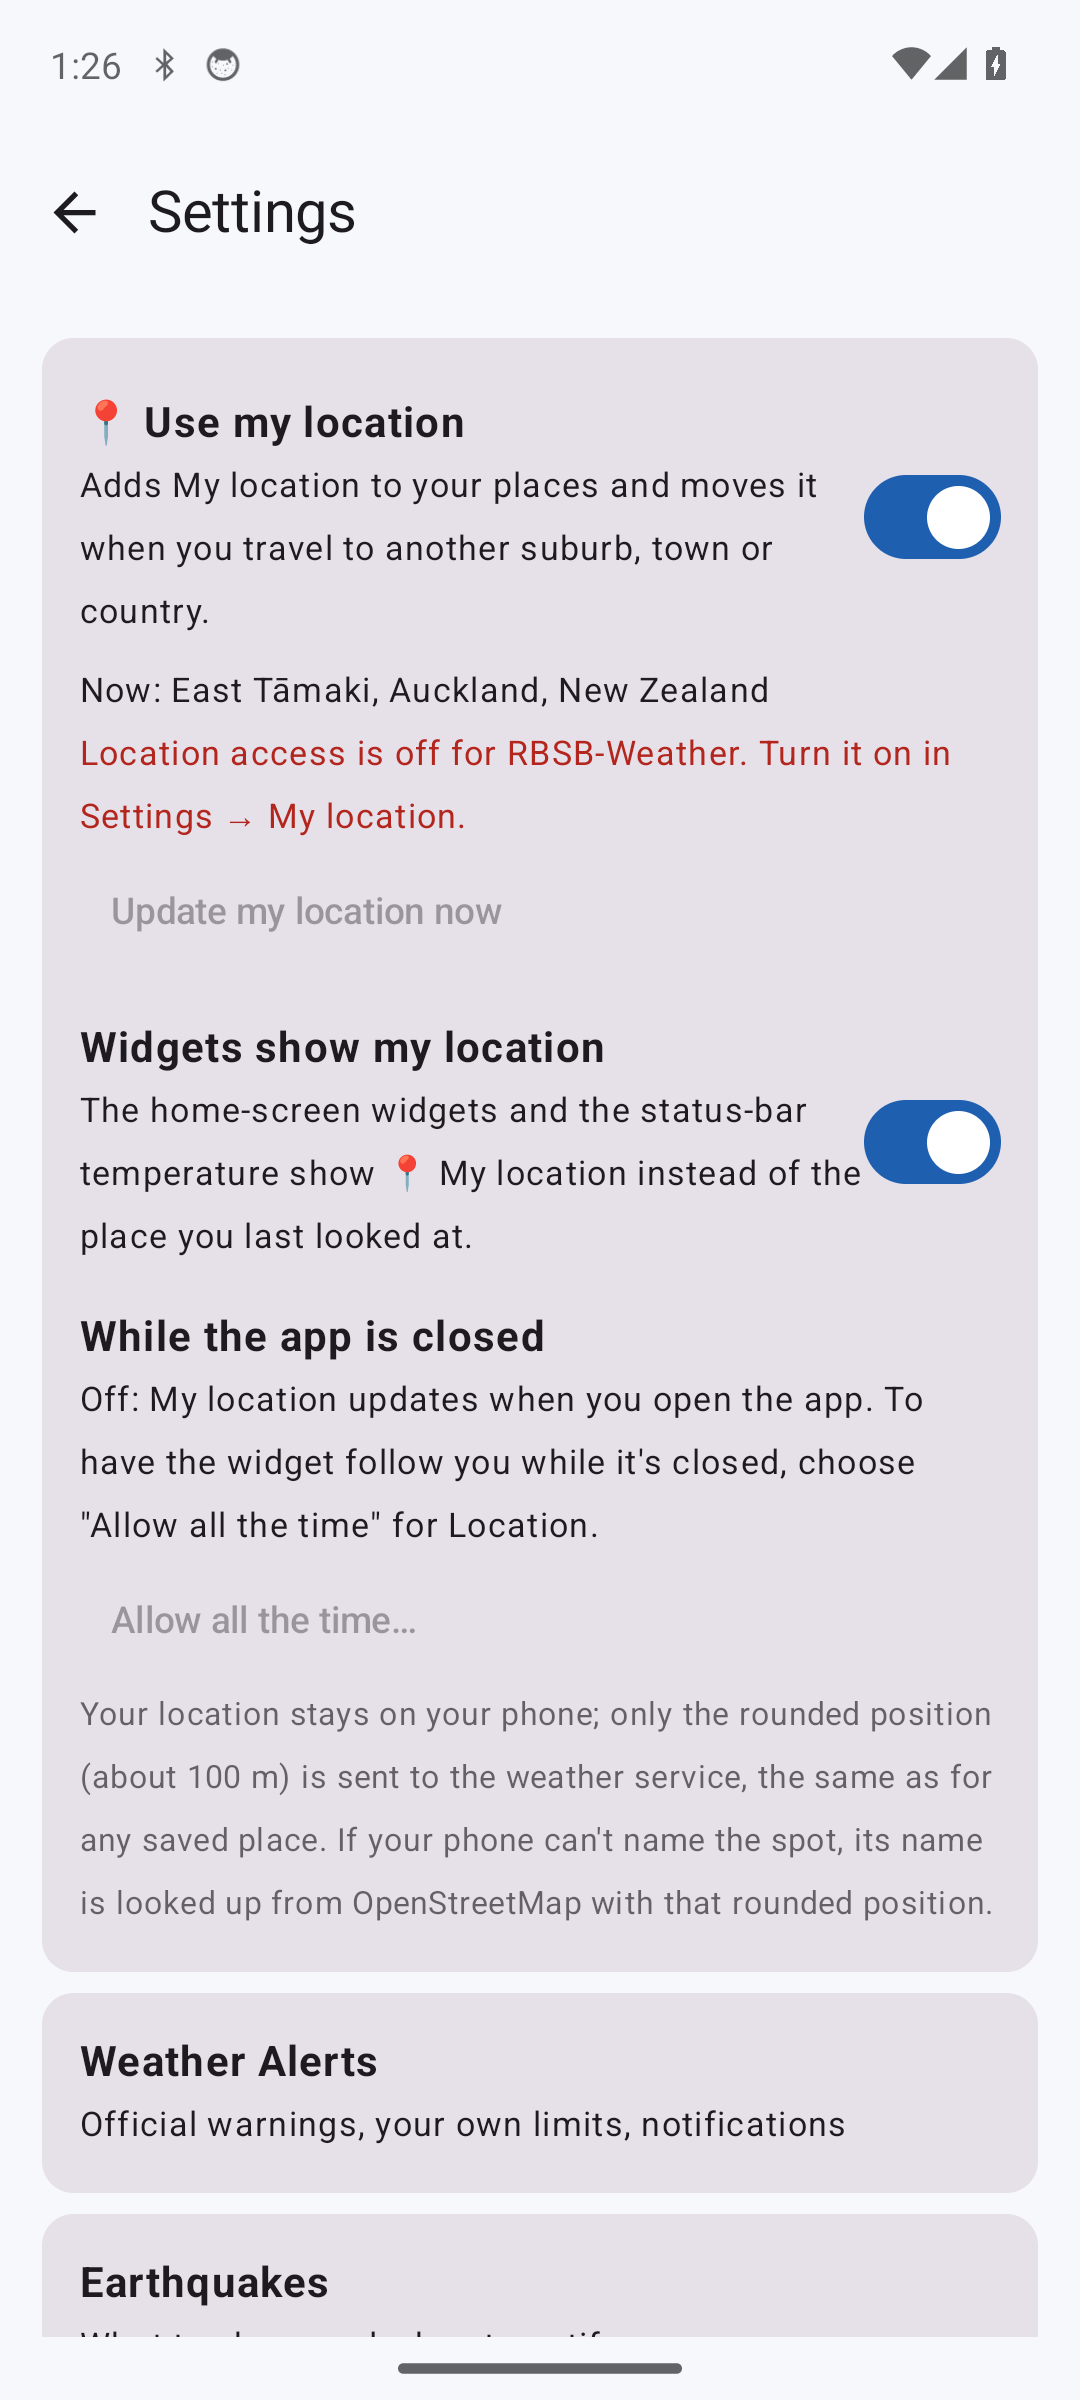 1:26
Settings
📍 Use my location
Adds My location to your places and moves it
when you travel to another suburb, town or
country.
Now: East Tāmaki, Auckland, New Zealand
Location access is off for RBSB-Weather. Turn it on in
Settings → My location.
Update my location now
Widgets show my location
The home-screen widgets and the status-bar
temperature show 📍 My location instead of the
place you last looked at.
While the app is closed
Off: My location updates when you open the app. To
have the widget follow you while it's closed, choose
"Allow all the time" for Location.
Allow all the time…
Your location stays on your phone; only the rounded position
(about 100 m) is sent to the weather service, the same as for
any saved place. If your phone can't name the spot, its name
is looked up from OpenStreetMap with that rounded position.
Weather Alerts
Official warnings, your own limits, notifications
Earthquakes